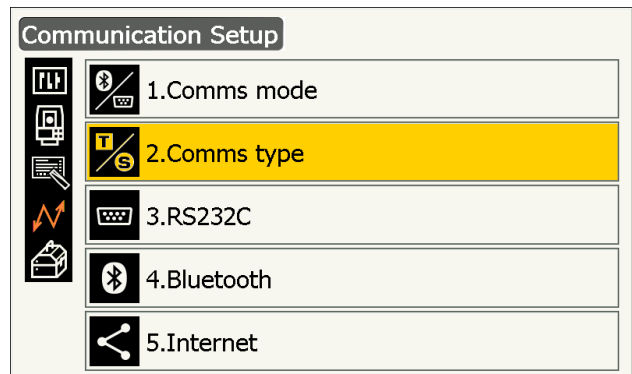 Communication Setup
1.Comms mode
T
S
2.Comms type
3.RS232C
4.Bluetooth
5.Internet